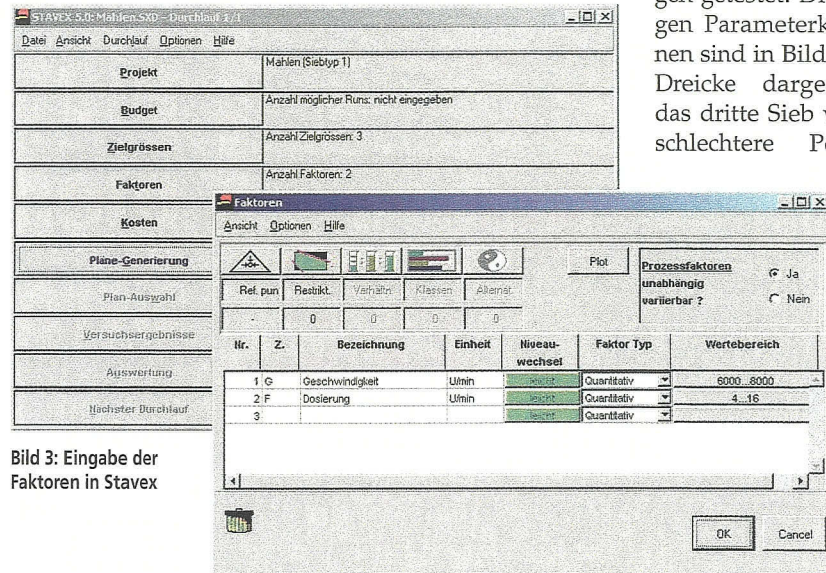 STAVEX 5.0: Mahlen.SXD - Durchlauf 1/1
Datei Ansicht Durchlauf Optionen Hilfe
Projekt
Mahlen (Siebtyp 1)
Budget
Anzahl möglicher Runs: nicht eingegeben
Zielgrössen
Anzahl Zielgrössen: 3
Faktoren
Anzahl Faktoren: 2
Kosten
Pläne-Generierung
Plan-Auswahl
Versuchsergebnisse
Auswertung
Nächster Durchlauf
gen getestet. Di
gen Parameterk
nen sind in Bild
Dreicke darge
das dritte Sieb v
schlechtere Pe
Faktoren
Ansicht Optionen Hilfe
Plot
Prozessfaktoren
unabhängig
variierbar ?
Ja
Nein
Ref. pun Restrikt. Verhältn. Klassen Alternat.
- 0 0 0 0
Nr. Z. Bezeichnung Einheit Niveau-wechsel Faktor Typ Wertebereich
1 G Geschwindigkeit U/min leicht Quantitativ 6000...8000
2 F Dosierung U/min leicht Quantitativ 4...16
3 leicht Quantitativ
OK Cancel
Bild 3: Eingabe der
Faktoren in Stavex